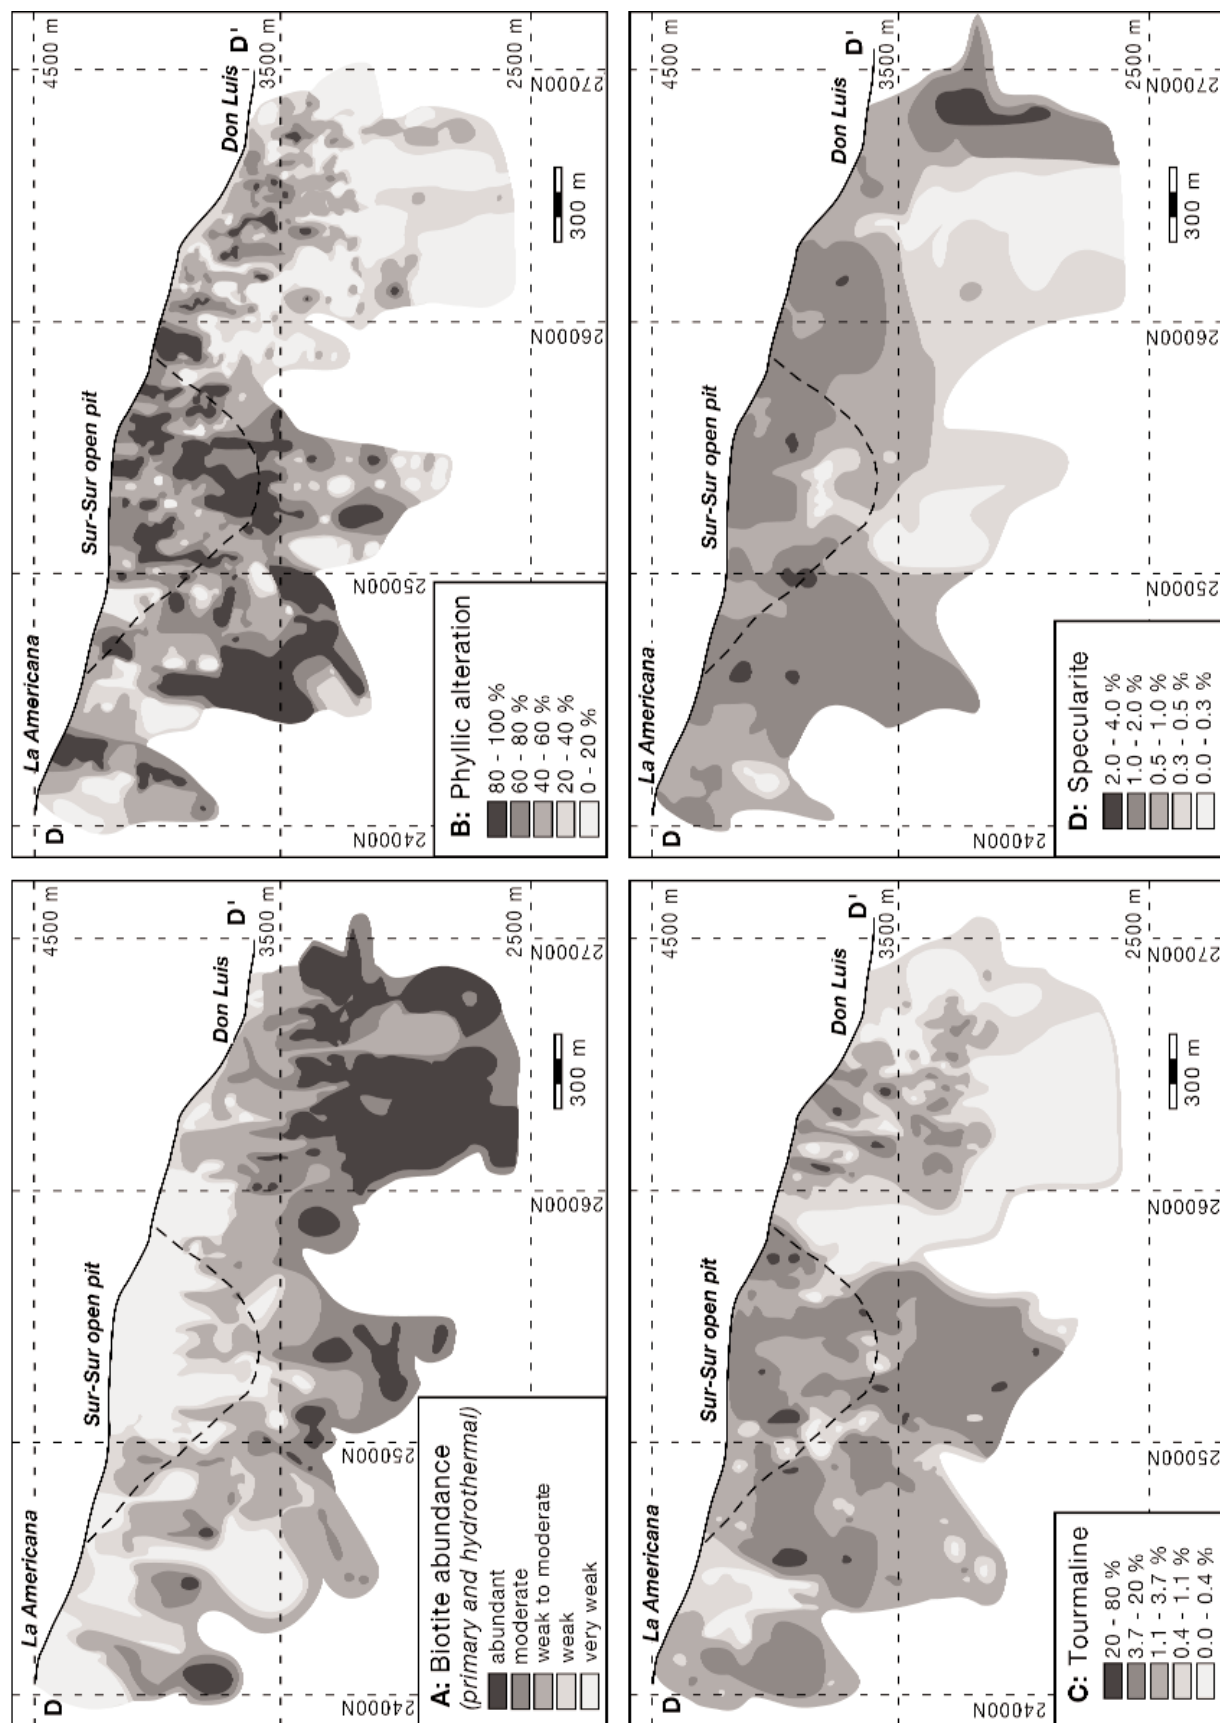 La Americana
Sur-Sur open pit
Don Luis
D
D'
4500 m
3500 m
2500 m
24000N
25000N
26000N
27000N
300 m
A: Biotite abundance
(primary and hydrothermal)
abundant
moderate
weak to moderate
weak
very weak
La Americana
Sur-Sur open pit
Don Luis
D
D'
4500 m
3500 m
2500 m
24000N
25000N
26000N
27000N
300 m
B: Phyllic alteration
80 - 100 %
60 - 80 %
40 - 60 %
20 - 40 %
0 - 20 %
La Americana
Sur-Sur open pit
Don Luis
D
D'
4500 m
3500 m
2500 m
24000N
25000N
26000N
27000N
300 m
C: Tourmaline
20 - 80 %
3.7 - 20 %
1.1 - 3.7 %
0.4 - 1.1 %
0.0 - 0.4 %
La Americana
Sur-Sur open pit
Don Luis
D
D'
4500 m
3500 m
2500 m
24000N
25000N
26000N
27000N
300 m
D: Specularite
2.0 - 4.0 %
1.0 - 2.0 %
0.5 - 1.0 %
0.3 - 0.5 %
0.0 - 0.3 %